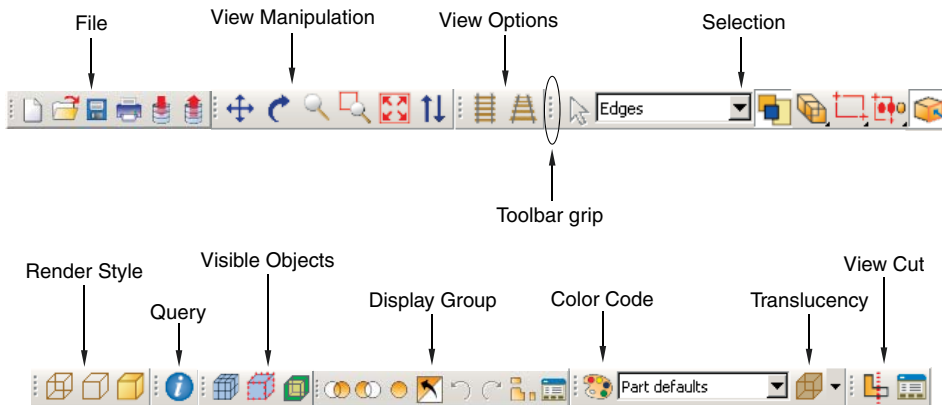 File
View Manipulation
View Options
Selection
Edges
Toolbar grip
Render Style
Query
Visible Objects
Display Group
Color Code
Translucency
View Cut
Part defaults